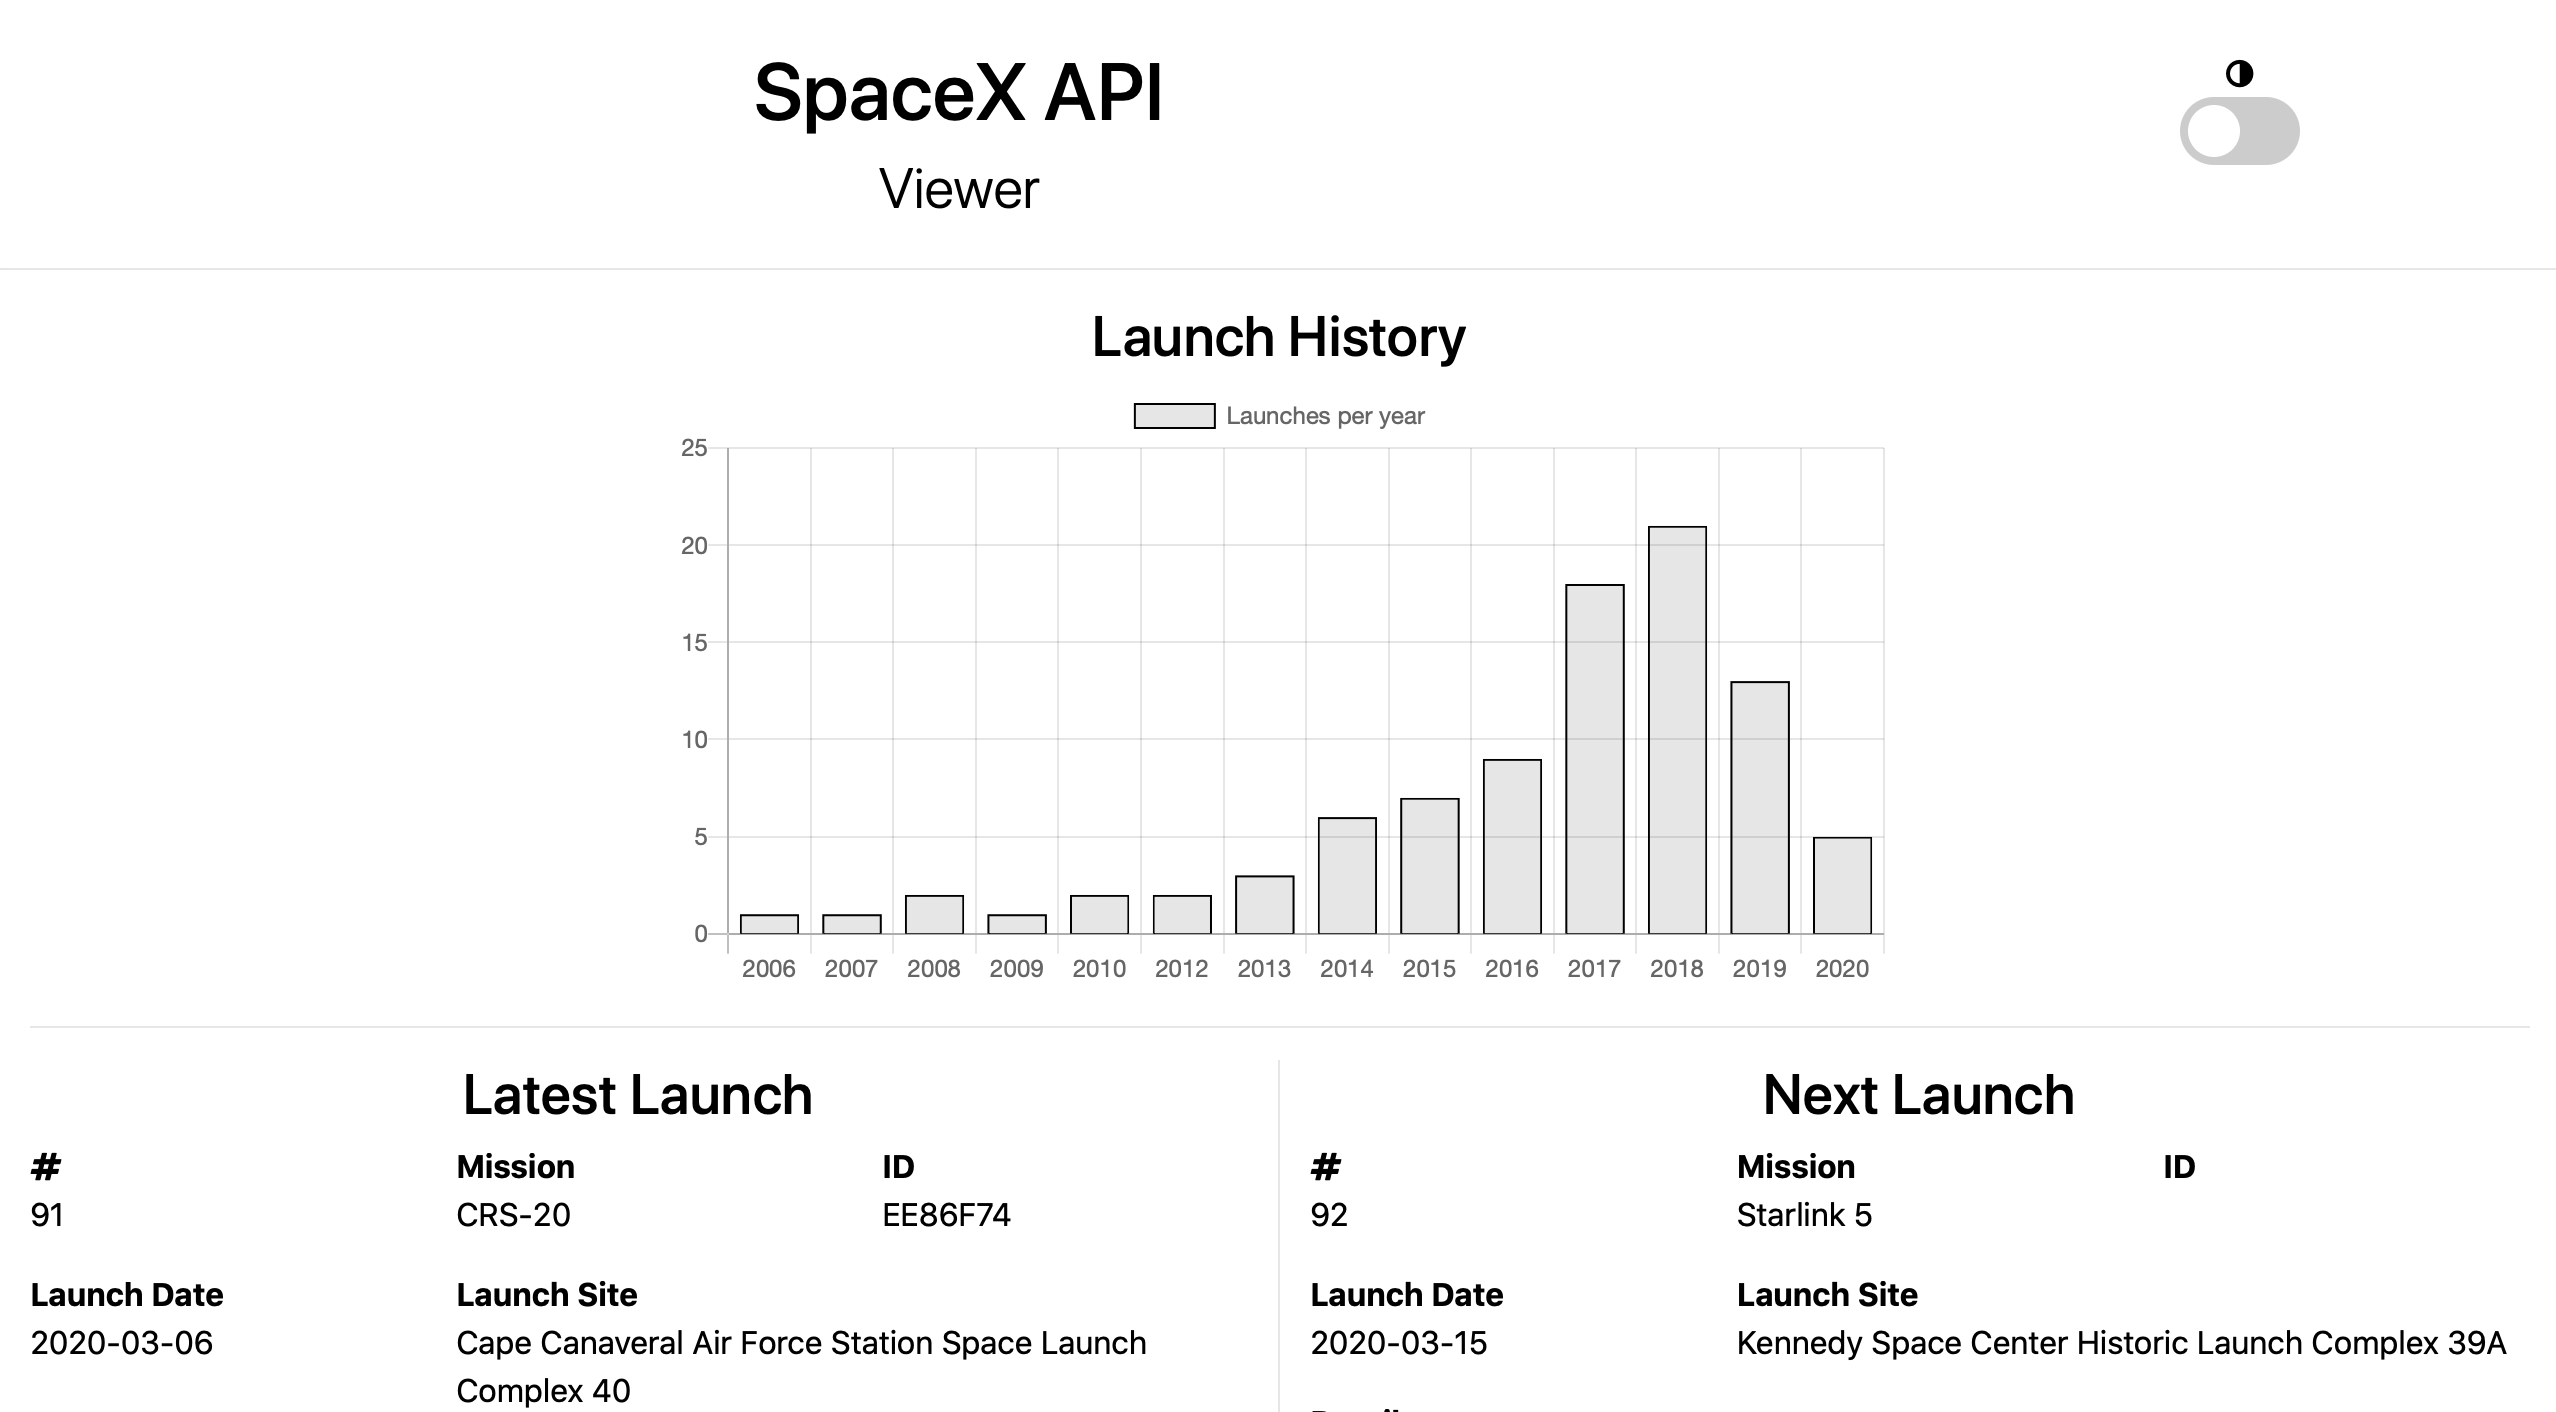 SpaceX API
Viewer
Launch History
Launches per year
25
20
15
10
5
0
2006 2007 2008 2009 2010 2012 2013 2014 2015 2016 2017 2018 2019 2020
Latest Launch
# Mission ID
91 CRS-20 EE86F74
Launch Date Launch Site
2020-03-06 Cape Canaveral Air Force Station Space Launch
Complex 40
Next Launch
# Mission ID
92 Starlink 5
Launch Date Launch Site
2020-03-15 Kennedy Space Center Historic Launch Complex 39A